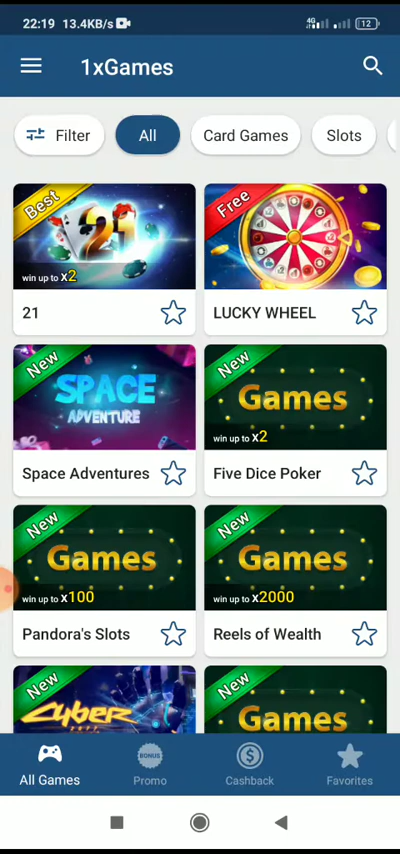 22:19 13.4KB/s 4G 12
1xGames
Filter All Card Games Slots
Best Free
21
win up to x2
21 LUCKY WHEEL
New New
SPACE
ADVENTURE
Games
win up to x2
Space Adventures Five Dice Poker
New New
Games Games
win up to x100 win up to x2000
Pandora's Slots Reels of Wealth
New New
CYBER
Games
BONUS $
All Games Promo Cashback Favorites